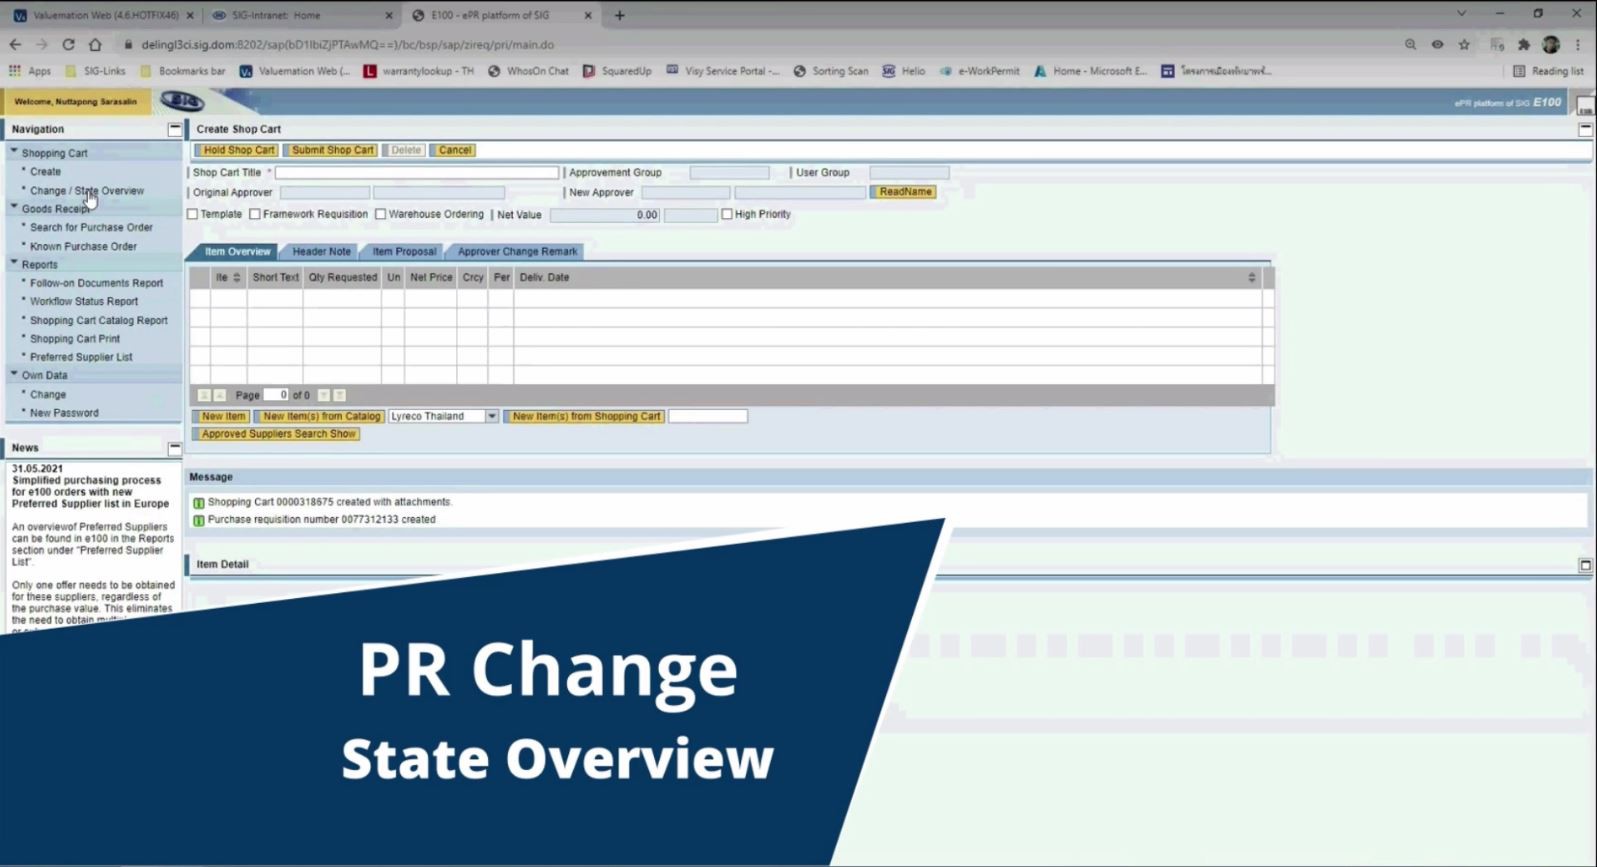 Valuemation Web (4.6.HOTFIX46)
SIG-Intranet: Home
E100 - ePR platform of SIG
delingl3ci.sig.dom:8202/sap(bD1lbiZjPTAwMQ==)/bc/bsp/sap/zireq/pri/main.do
Apps SIG-Links Bookmarks bar Valuemation Web (... warrantylookup - TH WhosOn Chat SquaredUp Visy Service Portal -... Sorting Scan Helio e-WorkPermit Home - Microsoft E... Reading list
Welcome, Nuttapong Sarasalin
SIG
ePR platform of SIG E100
Navigation
Shopping Cart
Create
Change / State Overview
Goods Receipt
Search for Purchase Order
Known Purchase Order
Reports
Follow-on Documents Report
Workflow Status Report
Shopping Cart Catalog Report
Shopping Cart Print
Preferred Supplier List
Own Data
Change
New Password
News
31.05.2021
Simplified purchasing process
for e100 orders with new
Preferred Supplier list in Europe
An overviewof Preferred Suppliers
can be found in e100 in the Reports
section under "Preferred Supplier
List".
Only one offer needs to be obtained
for these suppliers, regardless of
the purchase value. This eliminates
the need to obtain
Create Shop Cart
Hold Shop Cart Submit Shop Cart Delete Cancel
Shop Cart Title * Approvement Group User Group
Original Approver New Approver ReadName
Template Framework Requisition Warehouse Ordering Net Value 0.00 High Priority
Item Overview Header Note Item Proposal Approver Change Remark
Ite Short Text Qty Requested Un Net Price Crcy Per Deliv. Date
Page 0 of 0
New Item New Item(s) from Catalog Lyreco Thailand New Item(s) from Shopping Cart
Approved Suppliers Search Show
Message
Shopping Cart 0000318675 created with attachments.
Purchase requisition number 0077312133 created
Item Detail
PR Change
State Overview